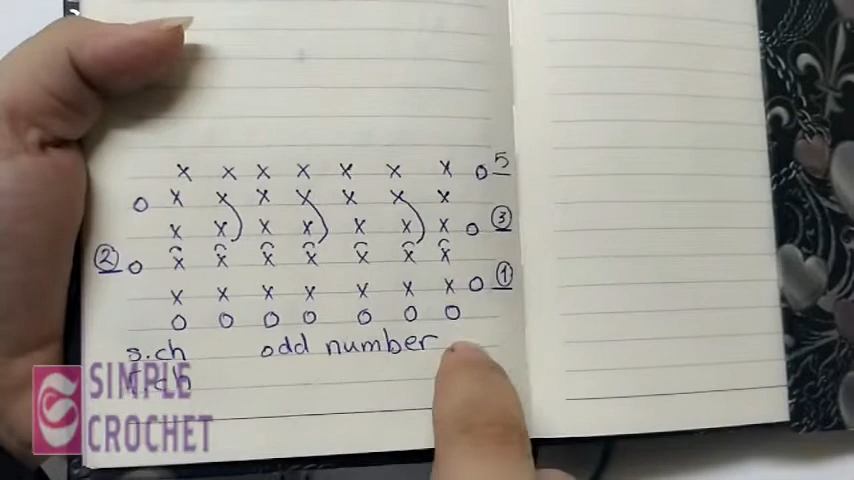 x x x x x x x o 5
o x x x x x x x
x x x x x x x o 3
2 o x x x x x x x
x x x x x x x o 1
o o o o o o o
s.ch odd number
SIMPLE
CROCHET